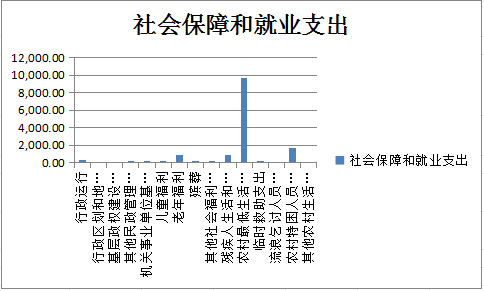 社会保障和就业支出
12,000.00
10,000.00
8,000.00
6,000.00
4,000.00
2,000.00
0.00
行政运行
行政区划和地…
基层政权建设…
其他民政管理…
机关事业单位基…
儿童福利
老年福利
殡葬
其他社会福利…
残疾人生活和…
农村最低生活…
临时救助支出
流浪乞讨人员…
农村特困人员…
其他农村生活…
社会保障和就业支出